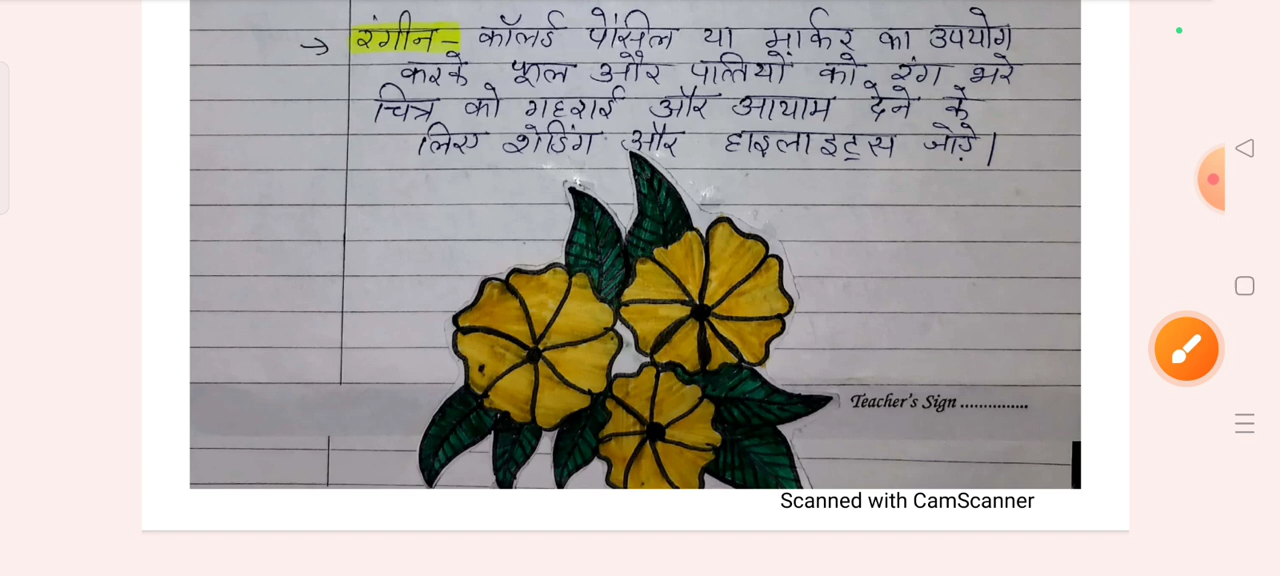 → रंगीन- कॉलर्ड पेंसिल या मार्कर का उपयोग
करके फूल और पत्तियों को रंग भरे
चित्र को गहराई और आयाम देने के
लिए शेडिंग और हाइलाइट्स जोड़े।
Teacher's Sign ...............
Scanned with CamScanner